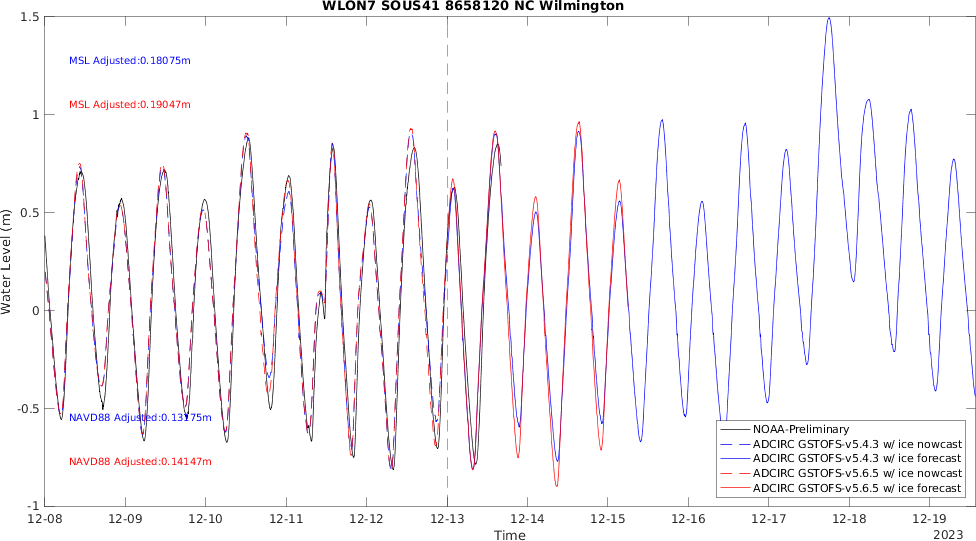 WLON7 SOUS41 8658120 NC Wilmington
1.5
1
0.5
0
-0.5
-1
Water Level (m)
MSL Adjusted:0.18075m
MSL Adjusted:0.19047m
NAVD88 Adjusted:0.13175m
NAVD88 Adjusted:0.14147m
NOAA-Preliminary
ADCIRC GSTOFS-v5.4.3 w/ ice nowcast
ADCIRC GSTOFS-v5.4.3 w/ ice forecast
ADCIRC GSTOFS-v5.6.5 w/ ice nowcast
ADCIRC GSTOFS-v5.6.5 w/ ice forecast
12-08 12-09 12-10 12-11 12-12 12-13 12-14 12-15 12-16 12-17 12-18 12-19
Time
2023